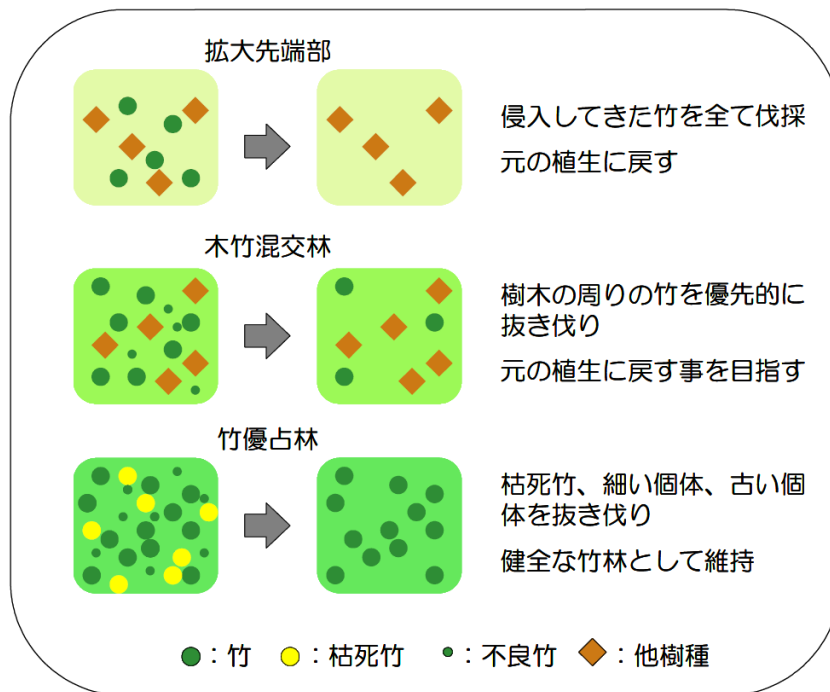 拡大先端部
侵入してきた竹を全て伐採
元の植生に戻す
木竹混交林
樹木の周りの竹を優先的に
抜き伐り
元の植生に戻す事を目指す
竹優占林
枯死竹、細い個体、古い個
体を抜き伐り
健全な竹林として維持
：竹 ：枯死竹 ：不良竹 ：他樹種